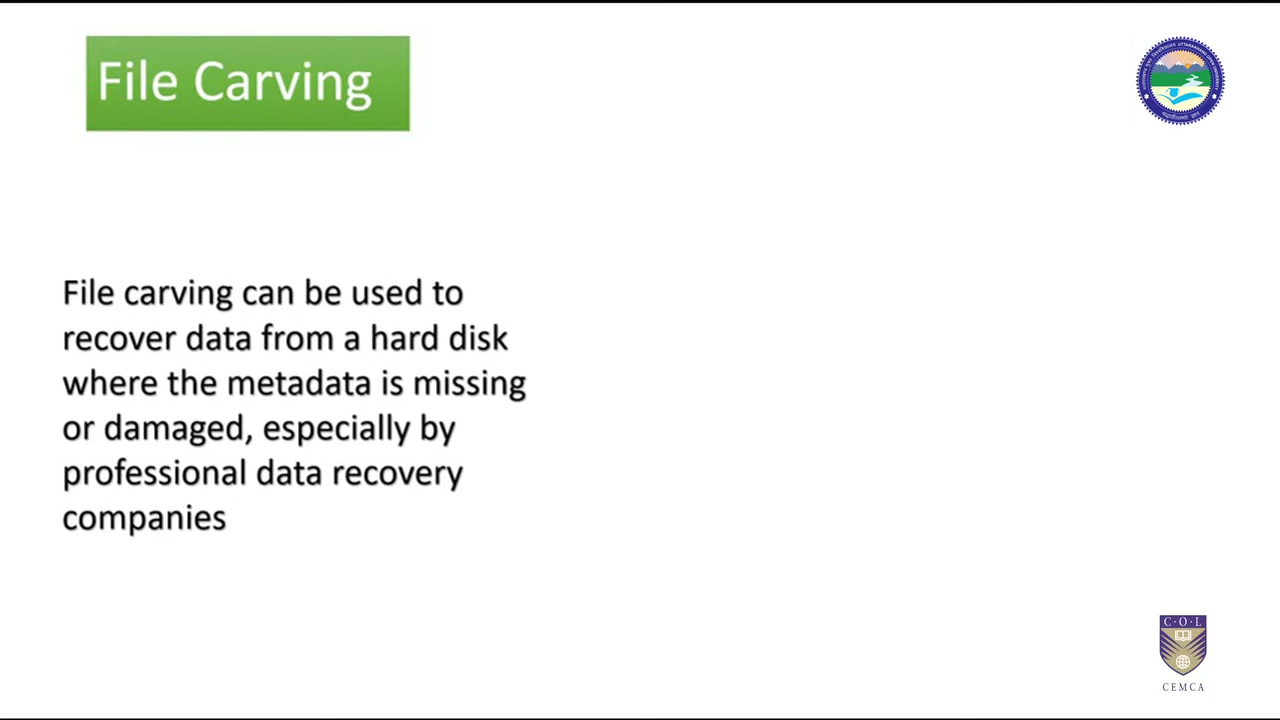 File Carving
File carving can be used to
recover data from a hard disk
where the metadata is missing
or damaged, especially by
professional data recovery
companies
C·O·L
CEMCA